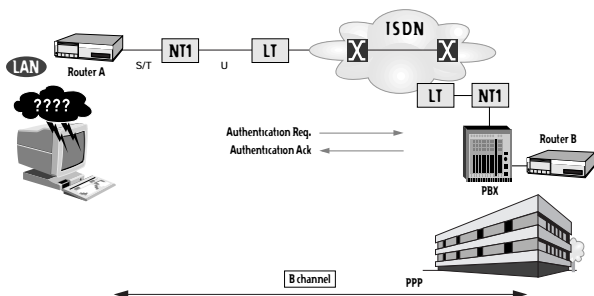 ISDN
NT1
LT
LAN
Router A
S/T
U
????
LT
NT1
Authentication Req.
Authentication Ack
Router B
PBX
B channel
PPP